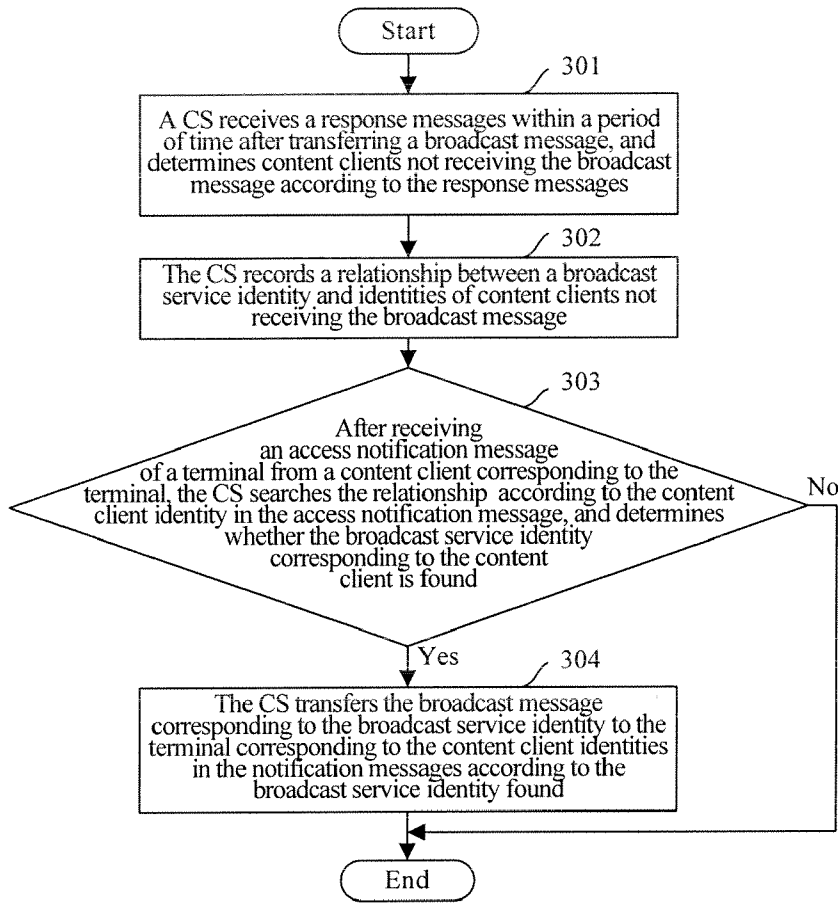 Start
301
A CS receives a response messages within a period
of time after transferring a broadcast message, and
determines content clients not receiving the broadcast
message according to the response messages
302
The CS records a relationship between a broadcast
service identity and identities of content clients not
receiving the broadcast message
303
After receiving
an access notification message
of a terminal from a content client corresponding to the
terminal, the CS searches the relationship according to the content
client identity in the access notification message, and determines
whether the broadcast service identity
corresponding to the content
client is found
No
Yes
304
The CS transfers the broadcast message
corresponding to the broadcast service identity to the
terminal corresponding to the content client identities
in the notification messages according to the
broadcast service identity found
End